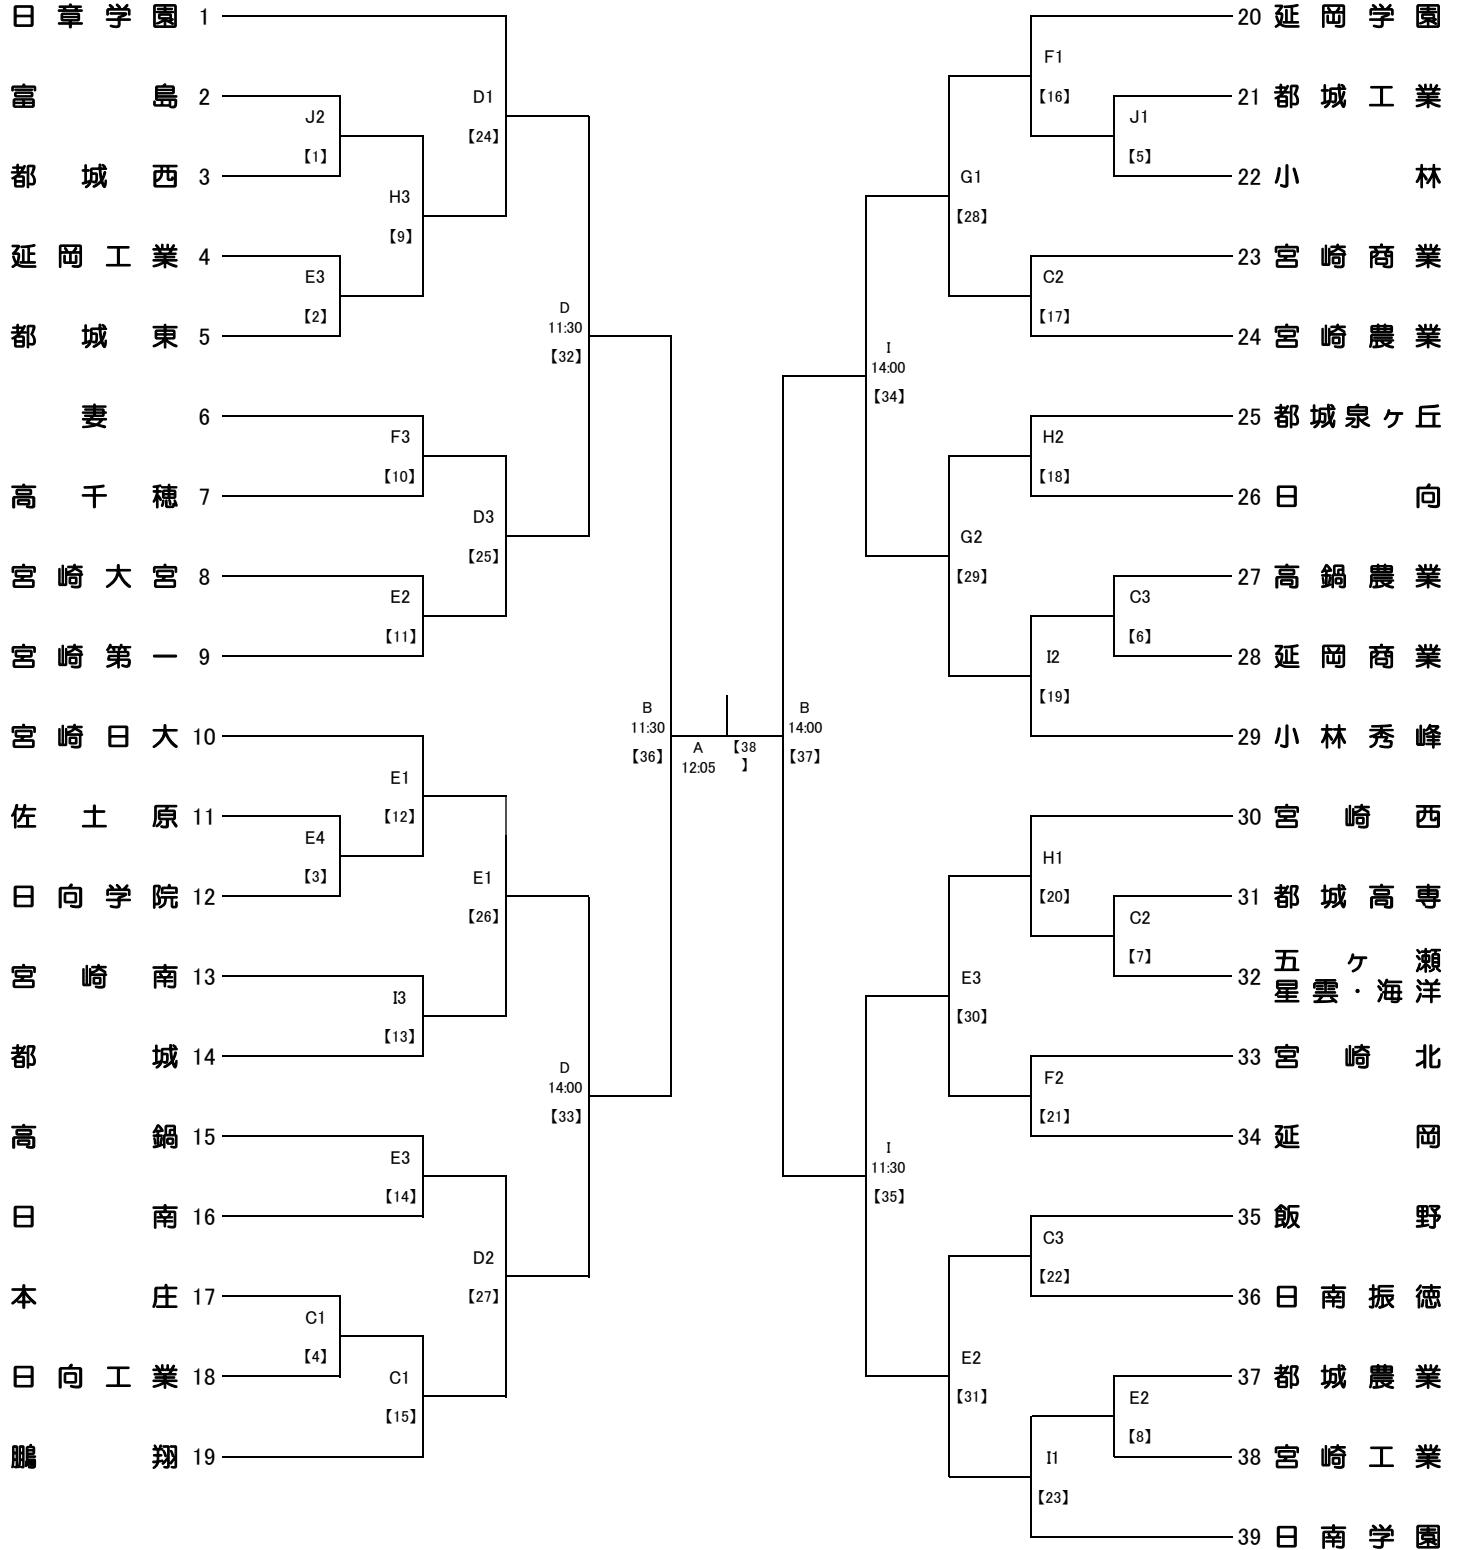 日章学園 1
富島 2
都城西 3
延岡工業 4
都城東 5
妻 6
高千穂 7
宮崎大宮 8
宮崎第一 9
宮崎日大 10
佐土原 11
日向学院 12
宮崎南 13
都城 14
高鍋 15
日南 16
本庄 17
日向工業 18
鵬翔 19
J2
【1】
E3
【2】
E4
【3】
C1
【4】
H3
【9】
F3
【10】
E2
【11】
E1
【12】
I3
【13】
E3
【14】
C1
【15】
D1
【24】
D3
【25】
E1
【26】
D2
【27】
D
11:30
【32】
D
14:00
【33】
B
11:30
【36】
A
12:05
【38
】
B
14:00
【37】
I
14:00
【34】
I
11:30
【35】
G1
【28】
G2
【29】
E3
【30】
E2
【31】
F1
【16】
C2
【17】
H2
【18】
I2
【19】
H1
【20】
F2
【21】
C3
【22】
I1
【23】
J1
【5】
C3
【6】
C2
【7】
E2
【8】
20 延岡学園
21 都城工業
22 小林
23 宮崎商業
24 宮崎農業
25 都城泉ヶ丘
26 日向
27 高鍋農業
28 延岡商業
29 小林秀峰
30 宮崎西
31 都城高専
32 五ヶ瀬
星雲・海洋
33 宮崎北
34 延岡
35 飯野
36 日南振徳
37 都城農業
38 宮崎工業
39 日南学園